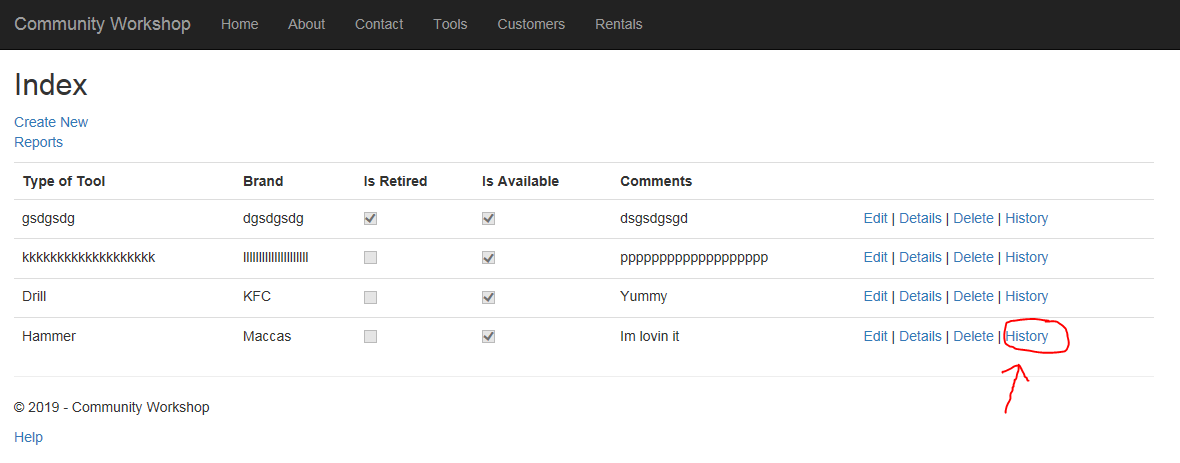 Community Workshop Home About Contact Tools Customers Rentals
Index
Create New
Reports
Type of Tool Brand Is Retired Is Available Comments
gsdgsdg dgsdgsdg dsgsdgsgd Edit | Details | Delete | History
kkkkkkkkkkkkkkkkkkk llllllllllllllllllll ppppppppppppppppppp Edit | Details | Delete | History
Drill KFC Yummy Edit | Details | Delete | History
Hammer Maccas Im lovin it Edit | Details | Delete | History
© 2019 - Community Workshop
Help